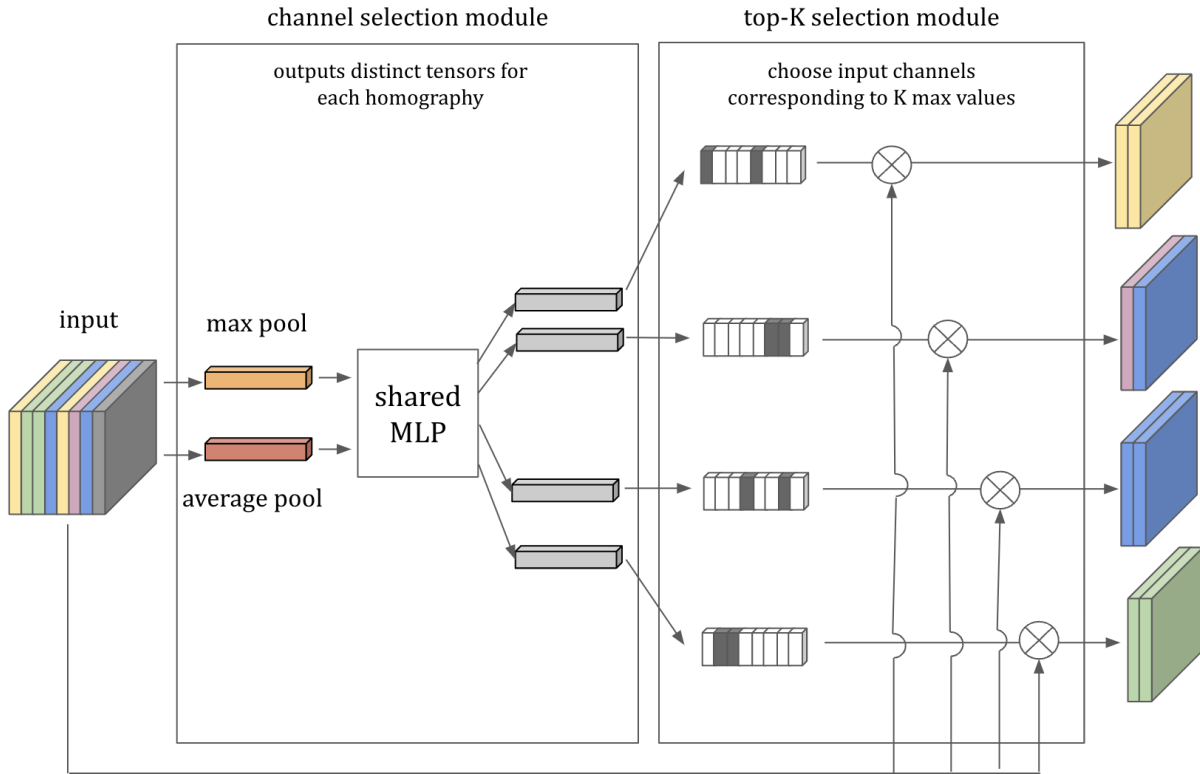 channel selection module
top-K selection module
outputs distinct tensors for
each homography
choose input channels
corresponding to K max values
input
max pool
shared
MLP
average pool